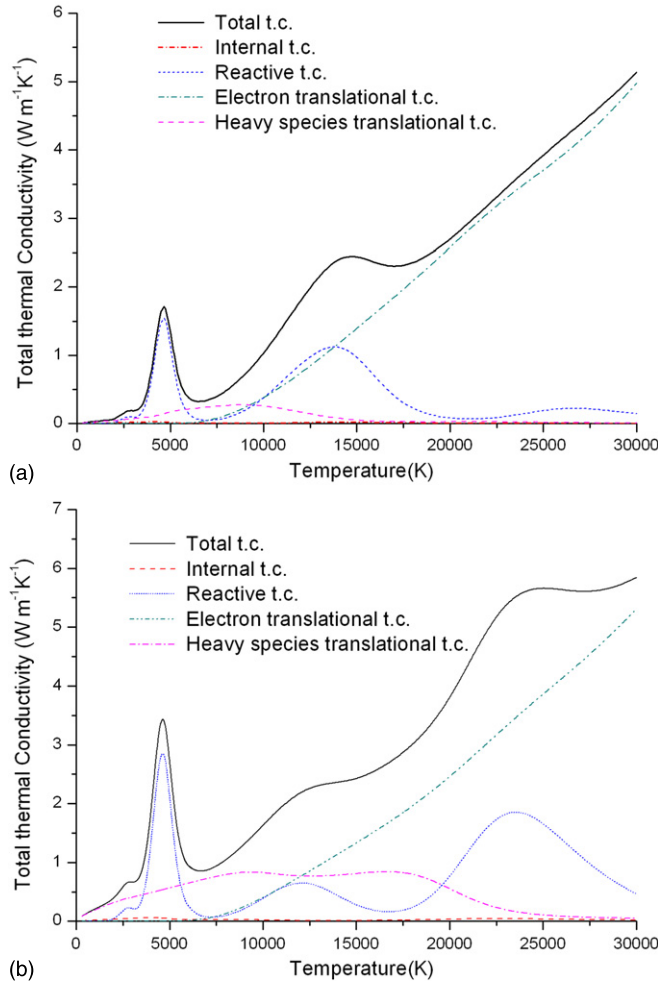 Total thermal Conductivity (W m⁻¹K⁻¹)
6
5
4
3
2
1
0
Total t.c.
Internal t.c.
Reactive t.c.
Electron translational t.c.
Heavy species translational t.c.
0 5000 10000 15000 20000 25000 30000
Temperature(K)
(a)
Total thermal Conductivity (W m⁻¹K⁻¹)
7
6
5
4
3
2
1
0
Total t.c.
Internal t.c.
Reactive t.c.
Electron translational t.c.
Heavy species translational t.c.
0 5000 10000 15000 20000 25000 30000
Temperature(K)
(b)